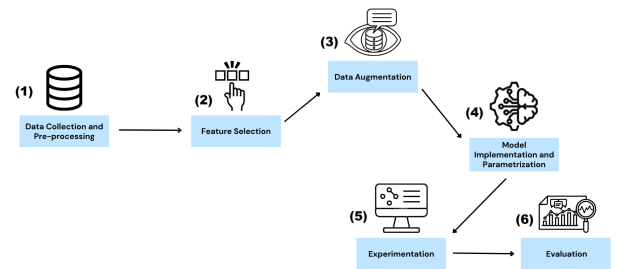 (1)
Data Collection and
Pre-processing
(2)
Feature Selection
(3)
Data Augmentation
(4)
Model
Implementation and
Parametrization
(5)
Experimentation
(6)
Evaluation